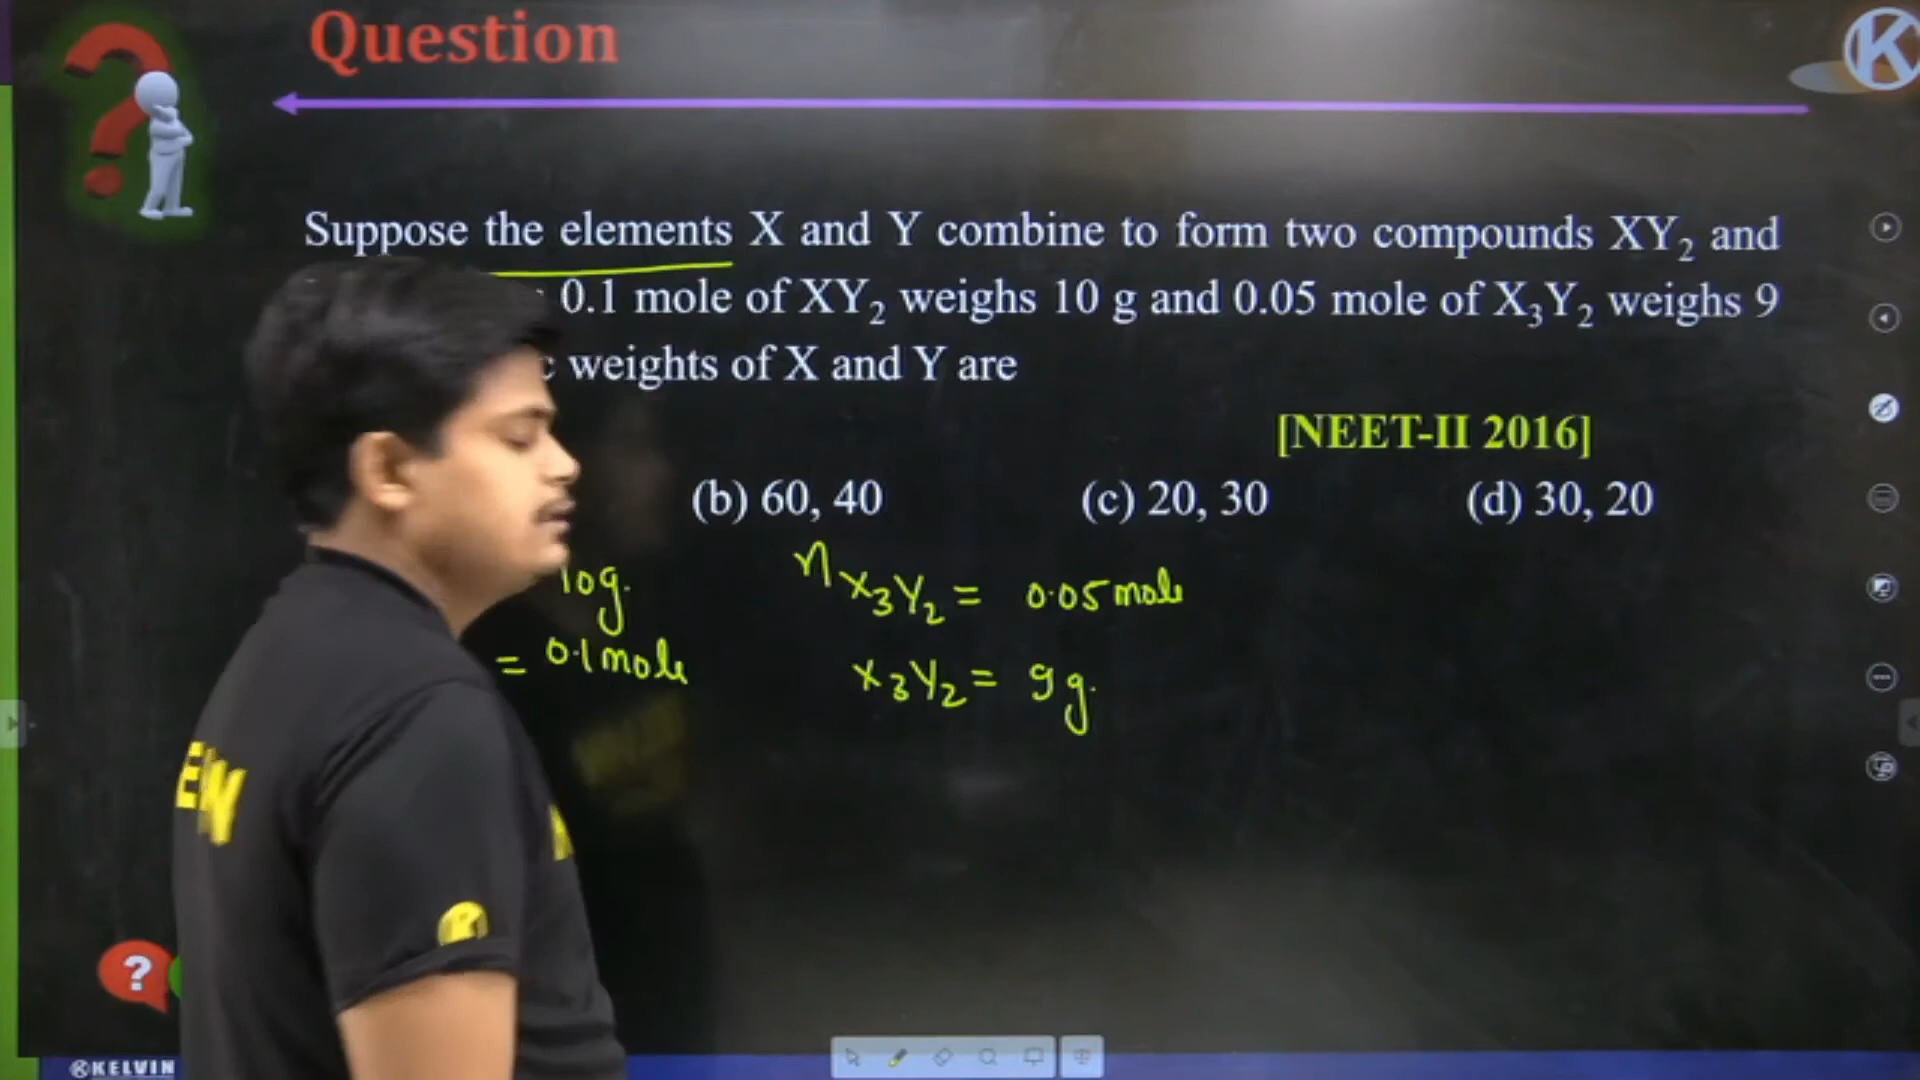 Question
K
Suppose the elements X and Y combine to form two compounds XY₂ and
0.1 mole of XY₂ weighs 10 g and 0.05 mole of X₃Y₂ weighs 9
c weights of X and Y are
[NEET-II 2016]
(b) 60, 40 (c) 20, 30 (d) 30, 20
10g.
= 0.1 mole
n X₃Y₂ = 0.05 mole
X₃Y₂ = 9 g.
K
?
KELVIN